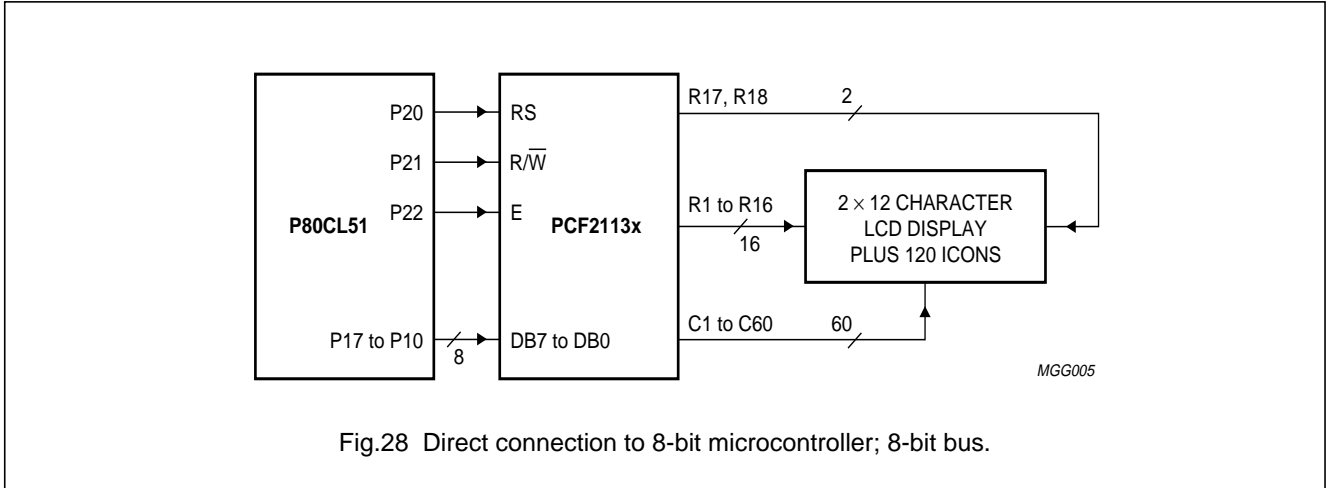 P80CL51
P20
P21
P22
P17 to P10
8
PCF2113x
RS
R/W̅
E
DB7 to DB0
R17, R18
2
R1 to R16
16
C1 to C60
60
2 × 12 CHARACTER
LCD DISPLAY
PLUS 120 ICONS
MGG005
Fig.28 Direct connection to 8-bit microcontroller; 8-bit bus.